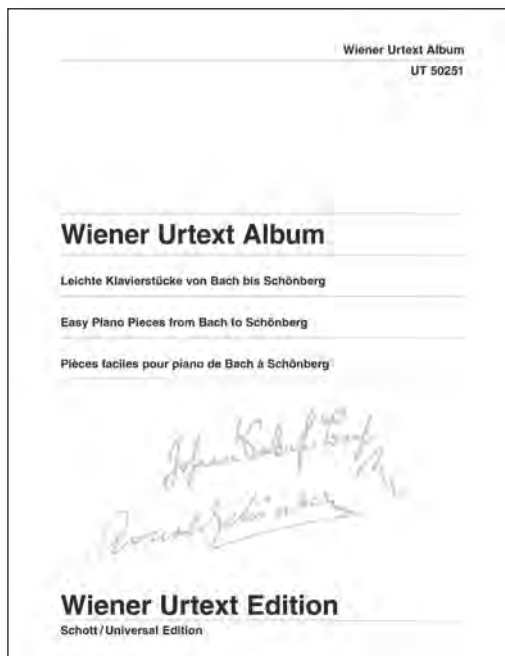 Wiener Urtext Album
UT 50251
Wiener Urtext Album
Leichte Klavierstücke von Bach bis Schönberg
Easy Piano Pieces from Bach to Schönberg
Pièces faciles pour piano de Bach à Schönberg
Wiener Urtext Edition
Schott/Universal Edition